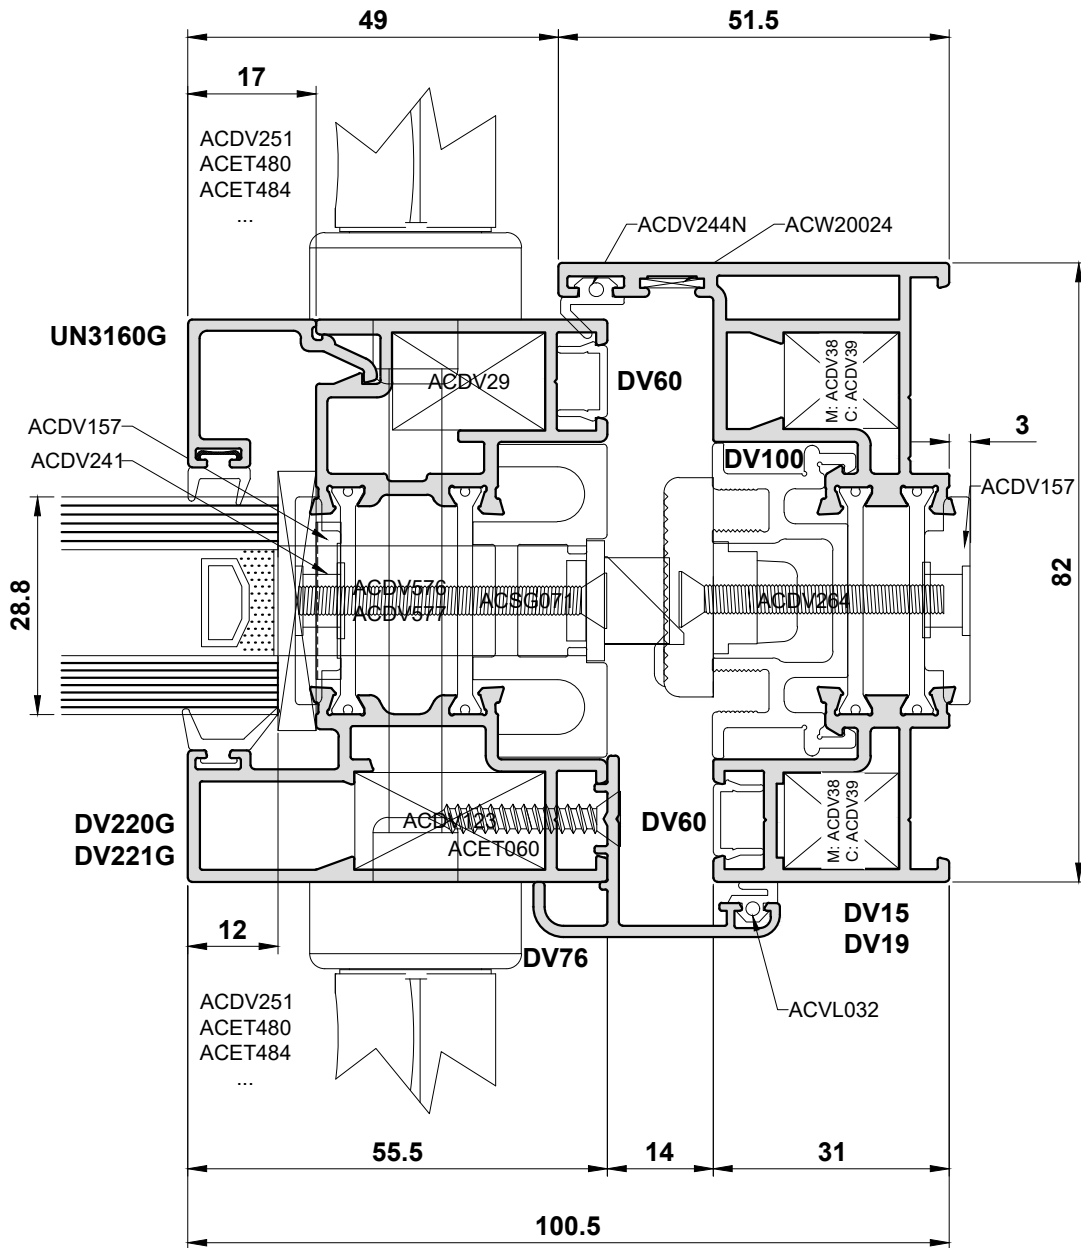 49
51.5
17
ACDV251
ACET480
ACET484
...
ACDV244N
ACW20024
UN3160G
ACDV29
DV60
M: ACDV38
C: ACDV39
ACDV157
ACDV241
DV100
3
ACDV157
28.8
ACDV576
ACDV577
ACSG071
ACDV264
82
DV220G
DV221G
ACDV123
ACET060
DV60
M: ACDV38
C: ACDV39
12
DV76
DV15
DV19
ACDV251
ACET480
ACET484
...
ACVL032
55.5
14
31
100.5